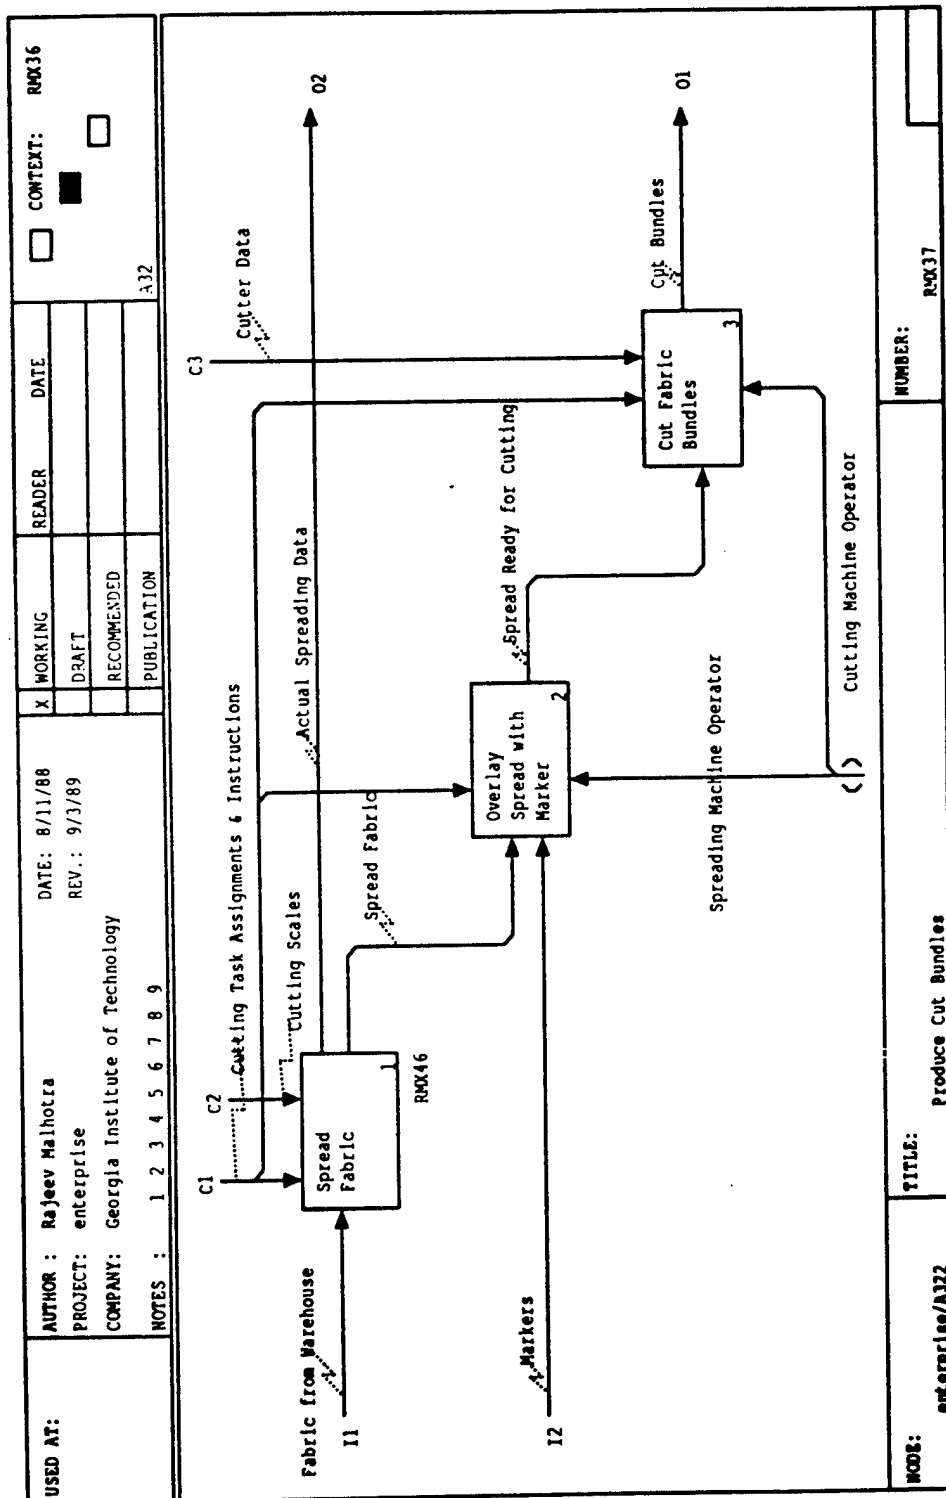 USED AT:
AUTHOR : Rajeev Malhotra
PROJECT: enterprise
COMPANY: Georgia Institute of Technology
NOTES : 1 2 3 4 5 6 7 8 9
DATE: 8/11/88
REV.: 9/3/89
X WORKING
DRAFT
RECOMMENDED
PUBLICATION
READER DATE
CONTEXT: RMX36
A32
C1
C2
C3
Cutting Task Assignments & Instructions
Cutting Scales
Cutter Data
Actual Spreading Data
O2
Fabric from Warehouse
I1
Spread
Fabric
1
RMX46
Spread Fabric
Markers
I2
Overlay
Spread with
Marker
2
Spread Ready for Cutting
Cut Fabric
Bundles
3
Cut Bundles
O1
Spreading Machine Operator
Cutting Machine Operator
( )
NODE: enterprise/A322
TITLE: Produce Cut Bundles
NUMBER: RMX37